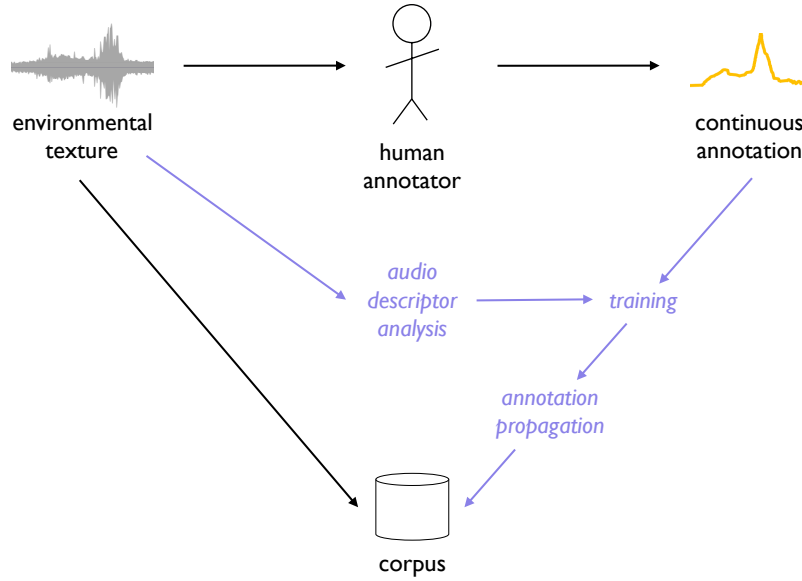 environmental
texture
human
annotator
continuous
annotation
audio
descriptor
analysis
training
annotation
propagation
corpus